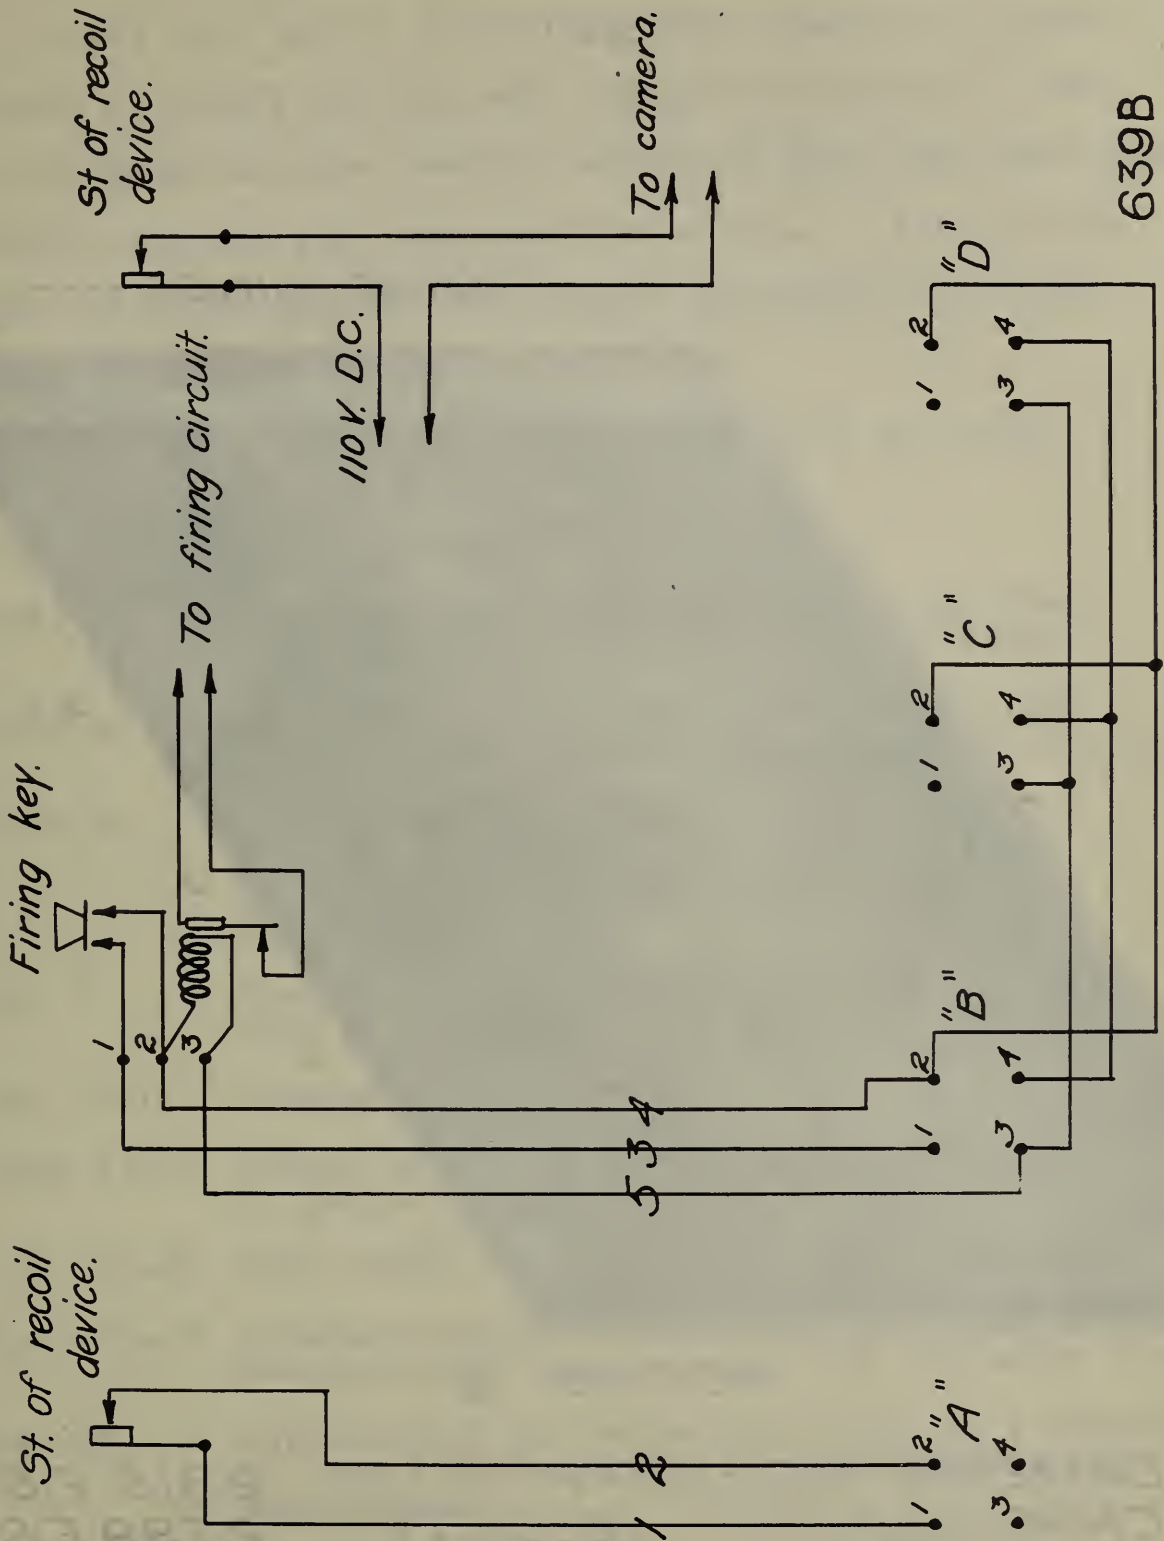 St. of recoil
device.
Firing key.
To firing circuit.
St of recoil
device.
110 V. D.C.
To camera.
1
2
3
1
2
5
3
4
1 2
3 4
"A"
1 2
3 4
"B"
1 2
3 4
"C"
1 2
3 4
"D"
639B